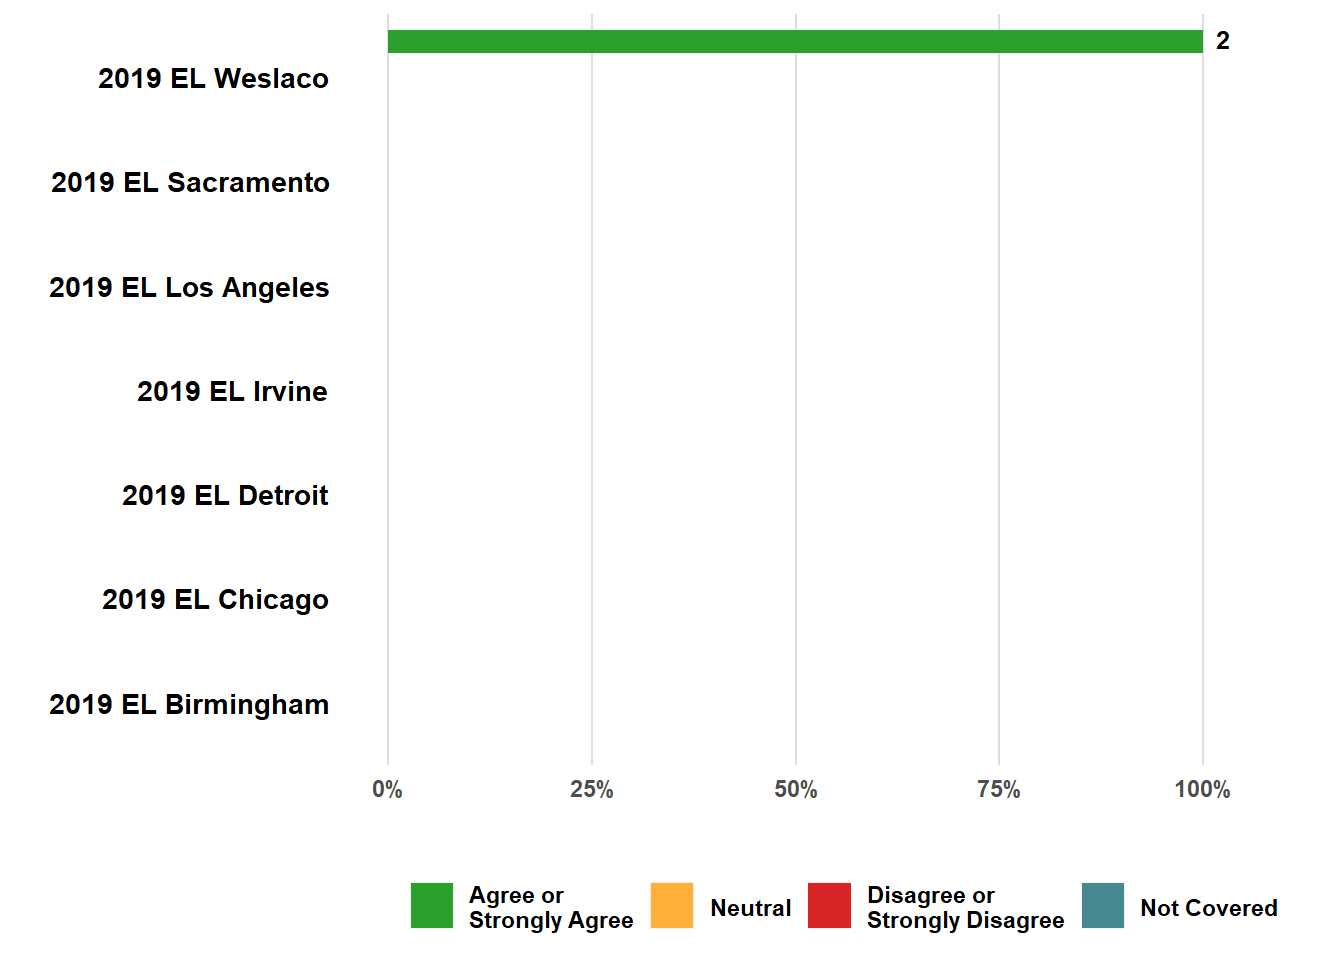 2
2019 EL Weslaco
2019 EL Sacramento
2019 EL Los Angeles
2019 EL Irvine
2019 EL Detroit
2019 EL Chicago
2019 EL Birmingham
0% 25% 50% 75% 100%
Agree or
Strongly Agree
Neutral
Disagree or
Strongly Disagree
Not Covered